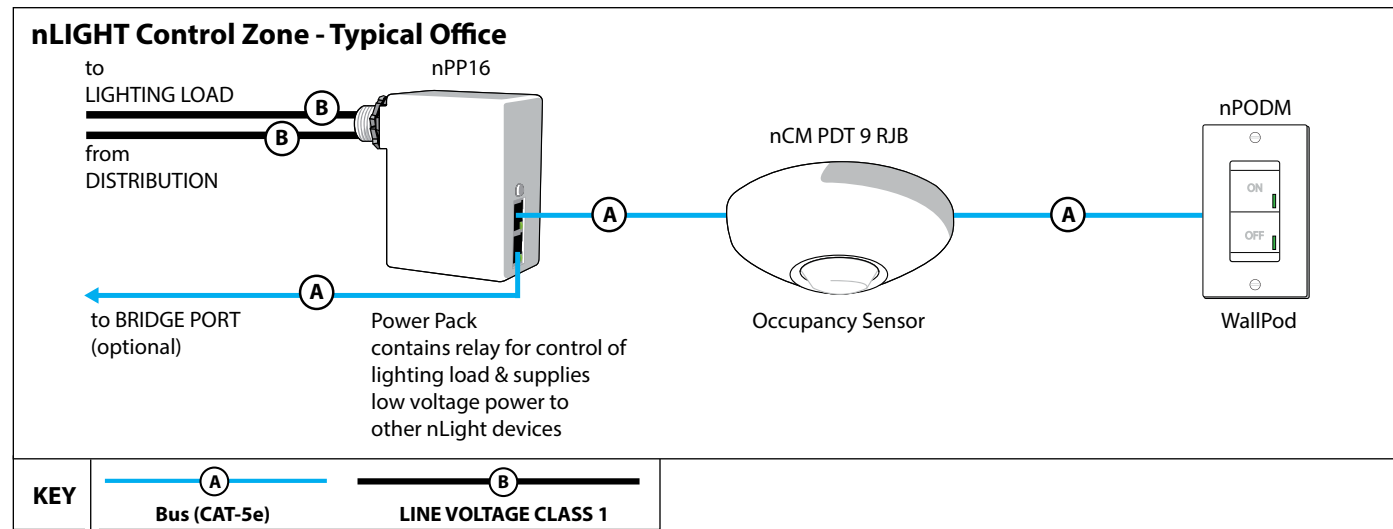 nLIGHT Control Zone - Typical Office
to
LIGHTING LOAD
nPP16
B
B
from
DISTRIBUTION
nCM PDT 9 RJB
nPODM
ON
OFF
A
A
A
to BRIDGE PORT
(optional)
Power Pack
contains relay for control of
lighting load & supplies
low voltage power to
other nLight devices
Occupancy Sensor
WallPod
KEY
A
Bus (CAT-5e)
B
LINE VOLTAGE CLASS 1